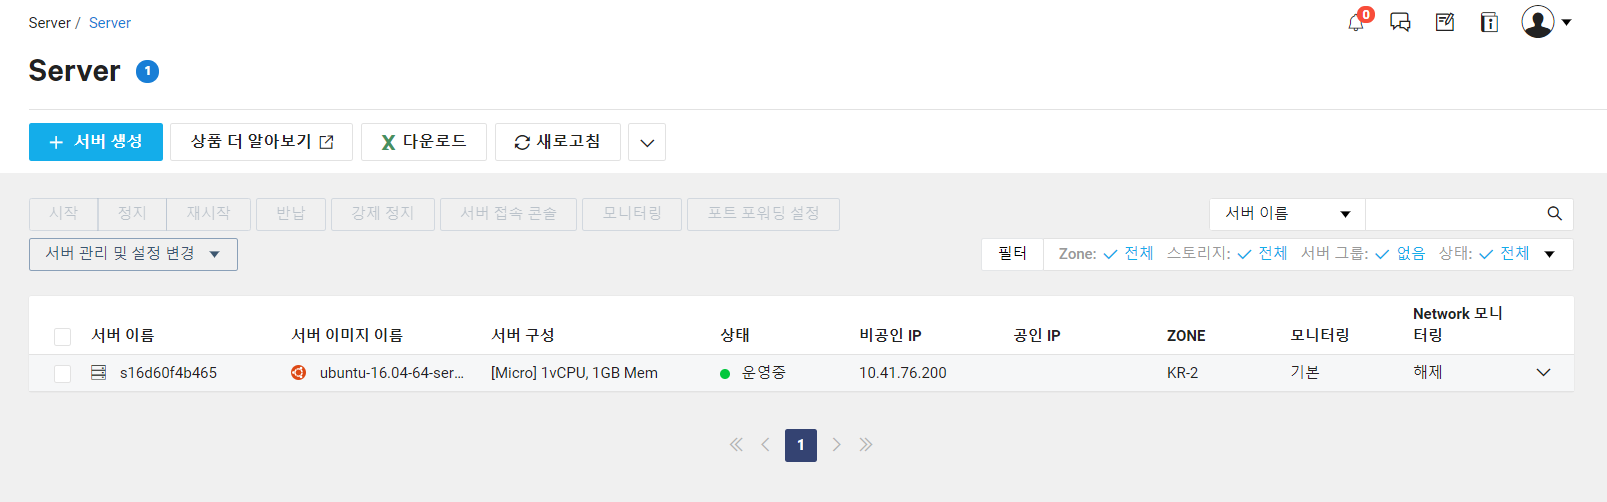 Server / Server
0
Server 1
+ 서버 생성 상품 더 알아보기 다운로드 새로고침
시작 정지 재시작 반납 강제 정지 서버 접속 콘솔 모니터링 포트 포워딩 설정 서버 이름
서버 관리 및 설정 변경 필터 Zone: 전체 스토리지: 전체 서버 그룹: 없음 상태: 전체
서버 이름 서버 이미지 이름 서버 구성 상태 비공인 IP 공인 IP ZONE 모니터링 Network 모니
터링
s16d60f4b465 ubuntu-16.04-64-ser... [Micro] 1vCPU, 1GB Mem 운영중 10.41.76.200 KR-2 기본 해제
1